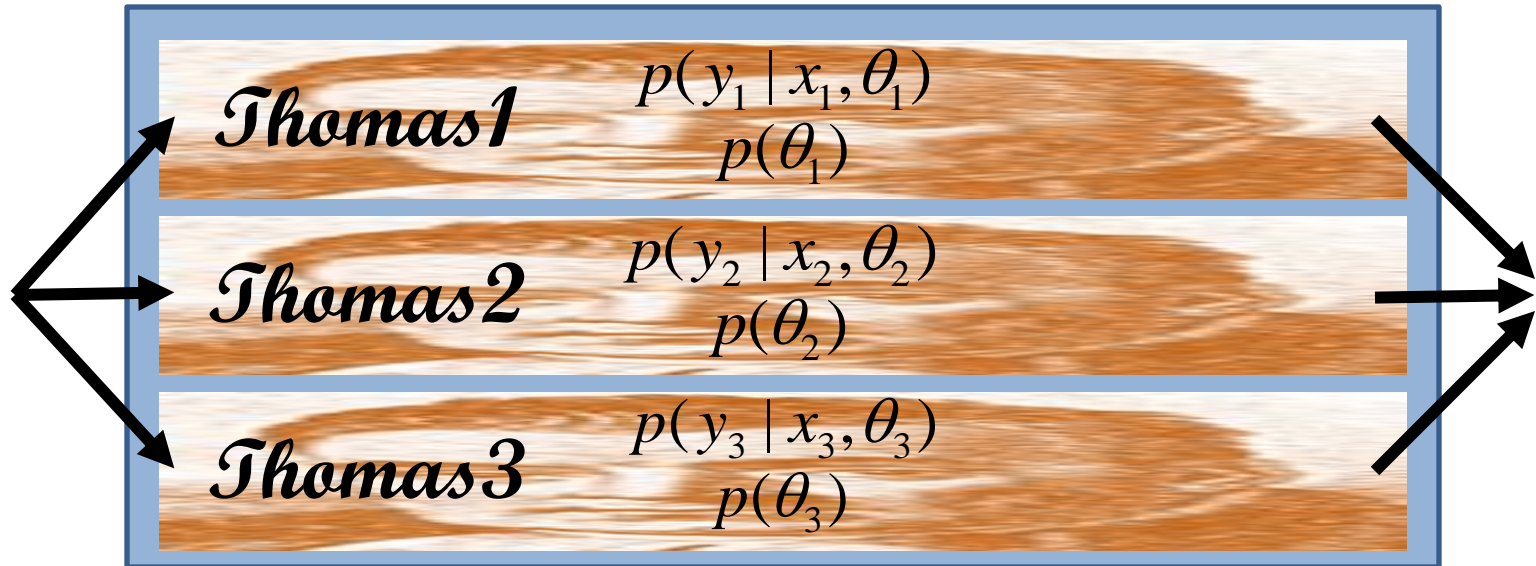 Thomas1
p(y₁ | x₁, θ₁)
p(θ₁)
Thomas2
p(y₂ | x₂, θ₂)
p(θ₂)
Thomas3
p(y₃ | x₃, θ₃)
p(θ₃)